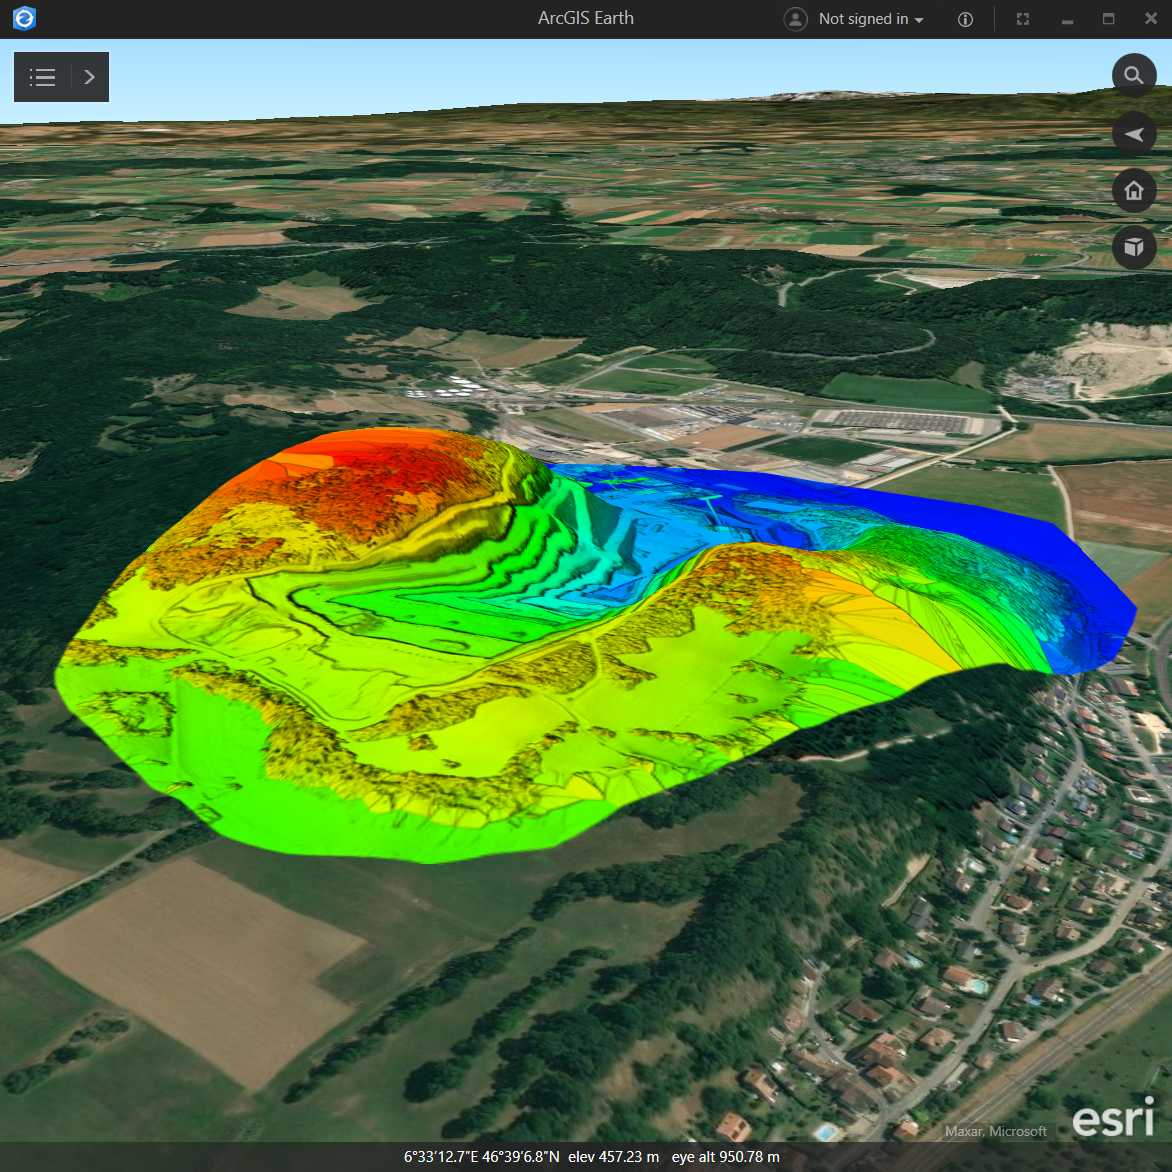 ArcGIS Earth
Not signed in
esri
Maxar, Microsoft
6°33'12.7"E 46°39'6.8"N elev 457.23 m eye alt 950.78 m